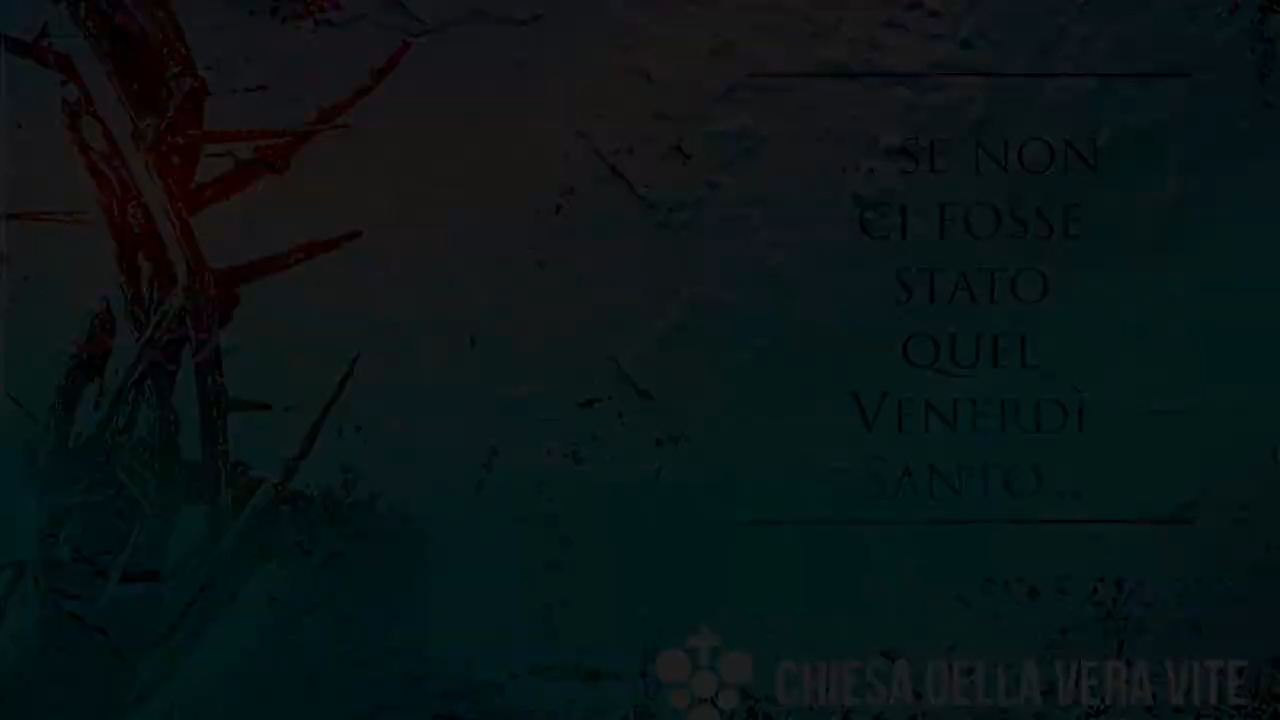 ... SE NON
CI FOSSE
STATO
QUEL
VENERDÌ
SANTO...
CHIESA DELLA VERA VITE